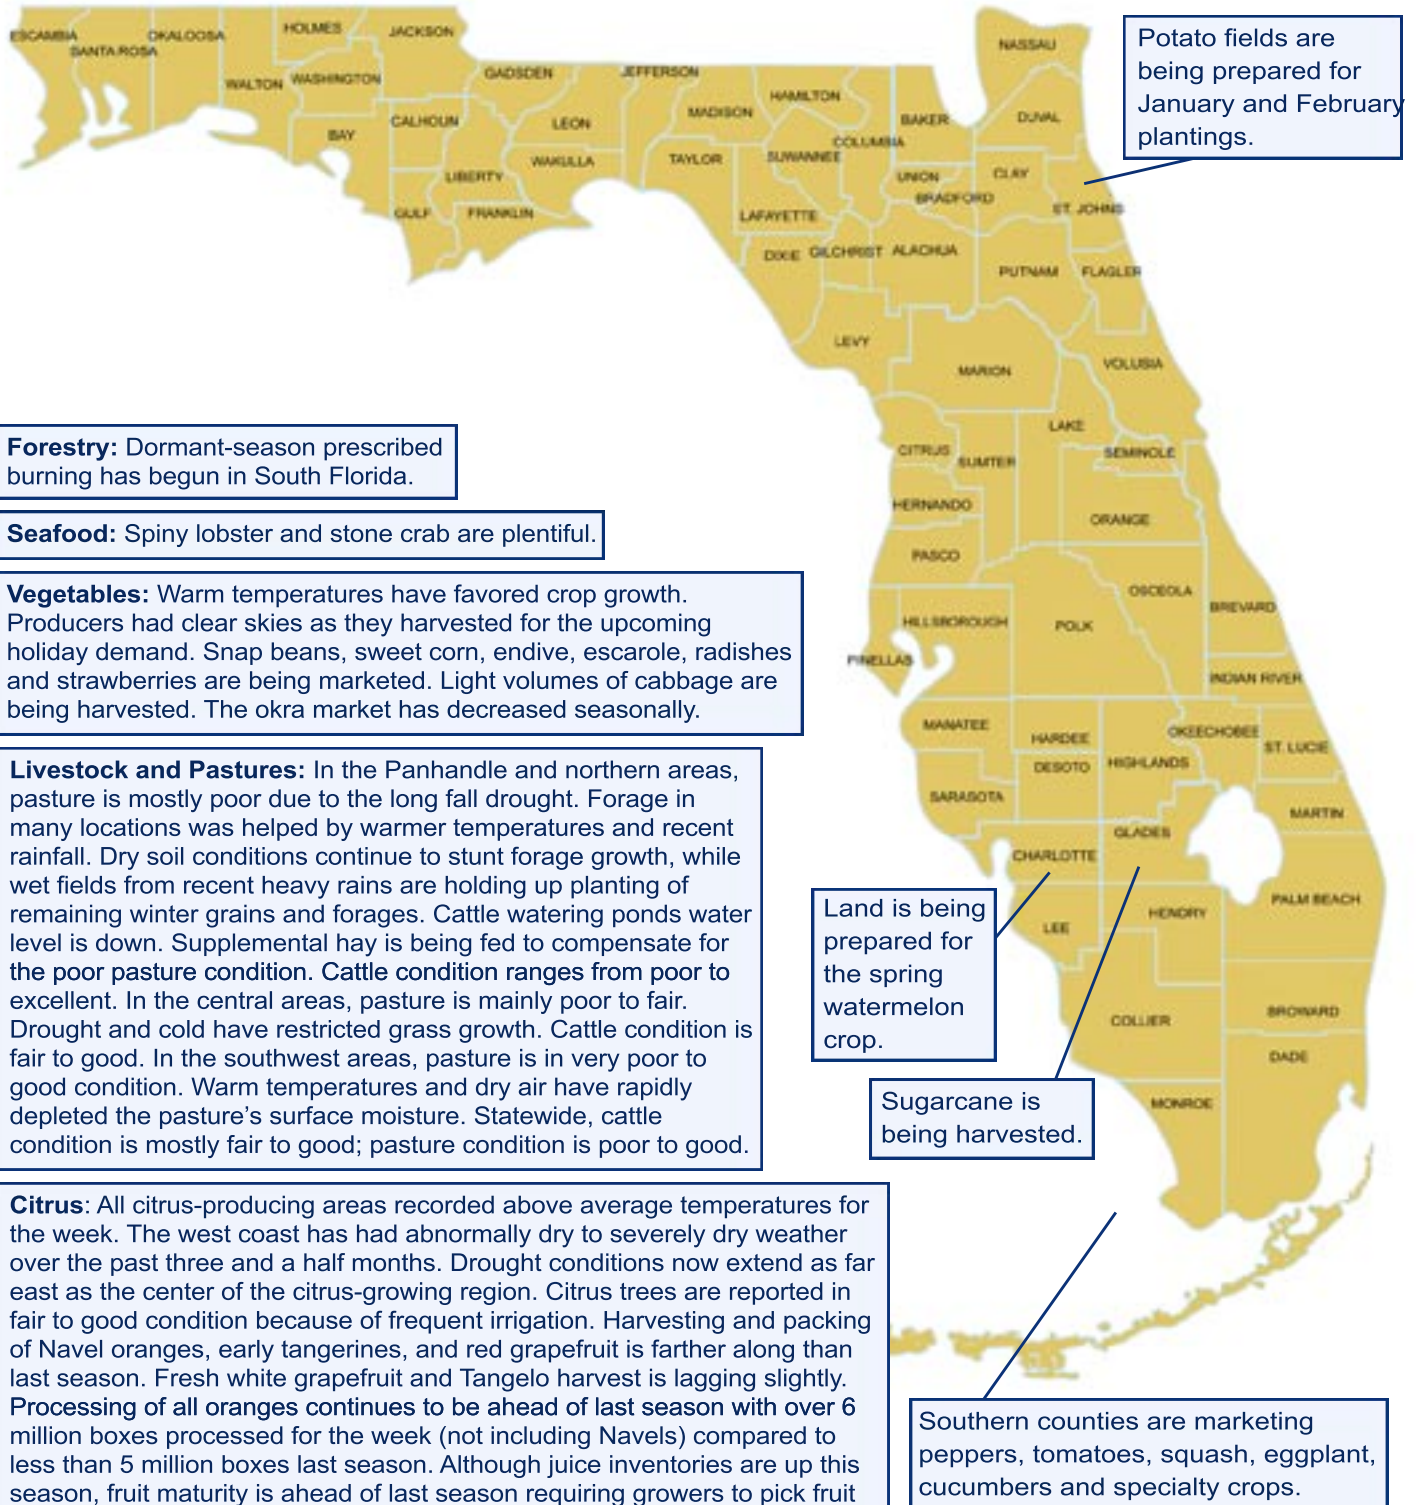 ESCAMBIA
SANTA ROSA
OKALOOSA
HOLMES
JACKSON
WALTON
WASHINGTON
BAY
CALHOUN
GADSDEN
LEON
JEFFERSON
MADISON
HAMILTON
WAKULLA
LIBERTY
GULF
FRANKLIN
TAYLOR
SUWANNEE
COLUMBIA
BAKER
NASSAU
DUVAL
UNION
BRADFORD
CLAY
ST. JOHNS
LAFAYETTE
DIXIE
GILCHRIST
ALACHUA
PUTNAM
FLAGLER
LEVY
MARION
VOLUSIA
LAKE
CITRUS
SUMTER
SEMINOLE
HERNANDO
ORANGE
PASCO
OSCEOLA
BREVARD
HILLSBOROUGH
POLK
PINELLAS
INDIAN RIVER
MANATEE
HARDEE
OKEECHOBEE
ST. LUCIE
DESOTO
HIGHLANDS
SARASOTA
MARTIN
GLADES
CHARLOTTE
PALM BEACH
LEE
HENDRY
COLLIER
BROWARD
DADE
MONROE
Potato fields are
being prepared for
January and February
plantings.
Forestry: Dormant-season prescribed
burning has begun in South Florida.
Seafood: Spiny lobster and stone crab are plentiful.
Vegetables: Warm temperatures have favored crop growth.
Producers had clear skies as they harvested for the upcoming
holiday demand. Snap beans, sweet corn, endive, escarole, radishes
and strawberries are being marketed. Light volumes of cabbage are
being harvested. The okra market has decreased seasonally.
Livestock and Pastures: In the Panhandle and northern areas,
pasture is mostly poor due to the long fall drought. Forage in
many locations was helped by warmer temperatures and recent
rainfall. Dry soil conditions continue to stunt forage growth, while
wet fields from recent heavy rains are holding up planting of
remaining winter grains and forages. Cattle watering ponds water
level is down. Supplemental hay is being fed to compensate for
the poor pasture condition. Cattle condition ranges from poor to
excellent. In the central areas, pasture is mainly poor to fair.
Drought and cold have restricted grass growth. Cattle condition is
fair to good. In the southwest areas, pasture is in very poor to
good condition. Warm temperatures and dry air have rapidly
depleted the pasture’s surface moisture. Statewide, cattle
condition is mostly fair to good; pasture condition is poor to good.
Land is being
prepared for
the spring
watermelon
crop.
Sugarcane is
being harvested.
Citrus: All citrus-producing areas recorded above average temperatures for
the week. The west coast has had abnormally dry to severely dry weather
over the past three and a half months. Drought conditions now extend as far
east as the center of the citrus-growing region. Citrus trees are reported in
fair to good condition because of frequent irrigation. Harvesting and packing
of Navel oranges, early tangerines, and red grapefruit is farther along than
last season. Fresh white grapefruit and Tangelo harvest is lagging slightly.
Processing of all oranges continues to be ahead of last season with over 6
million boxes processed for the week (not including Navels) compared to
less than 5 million boxes last season. Although juice inventories are up this
season, fruit maturity is ahead of last season requiring growers to pick fruit
Southern counties are marketing
peppers, tomatoes, squash, eggplant,
cucumbers and specialty crops.